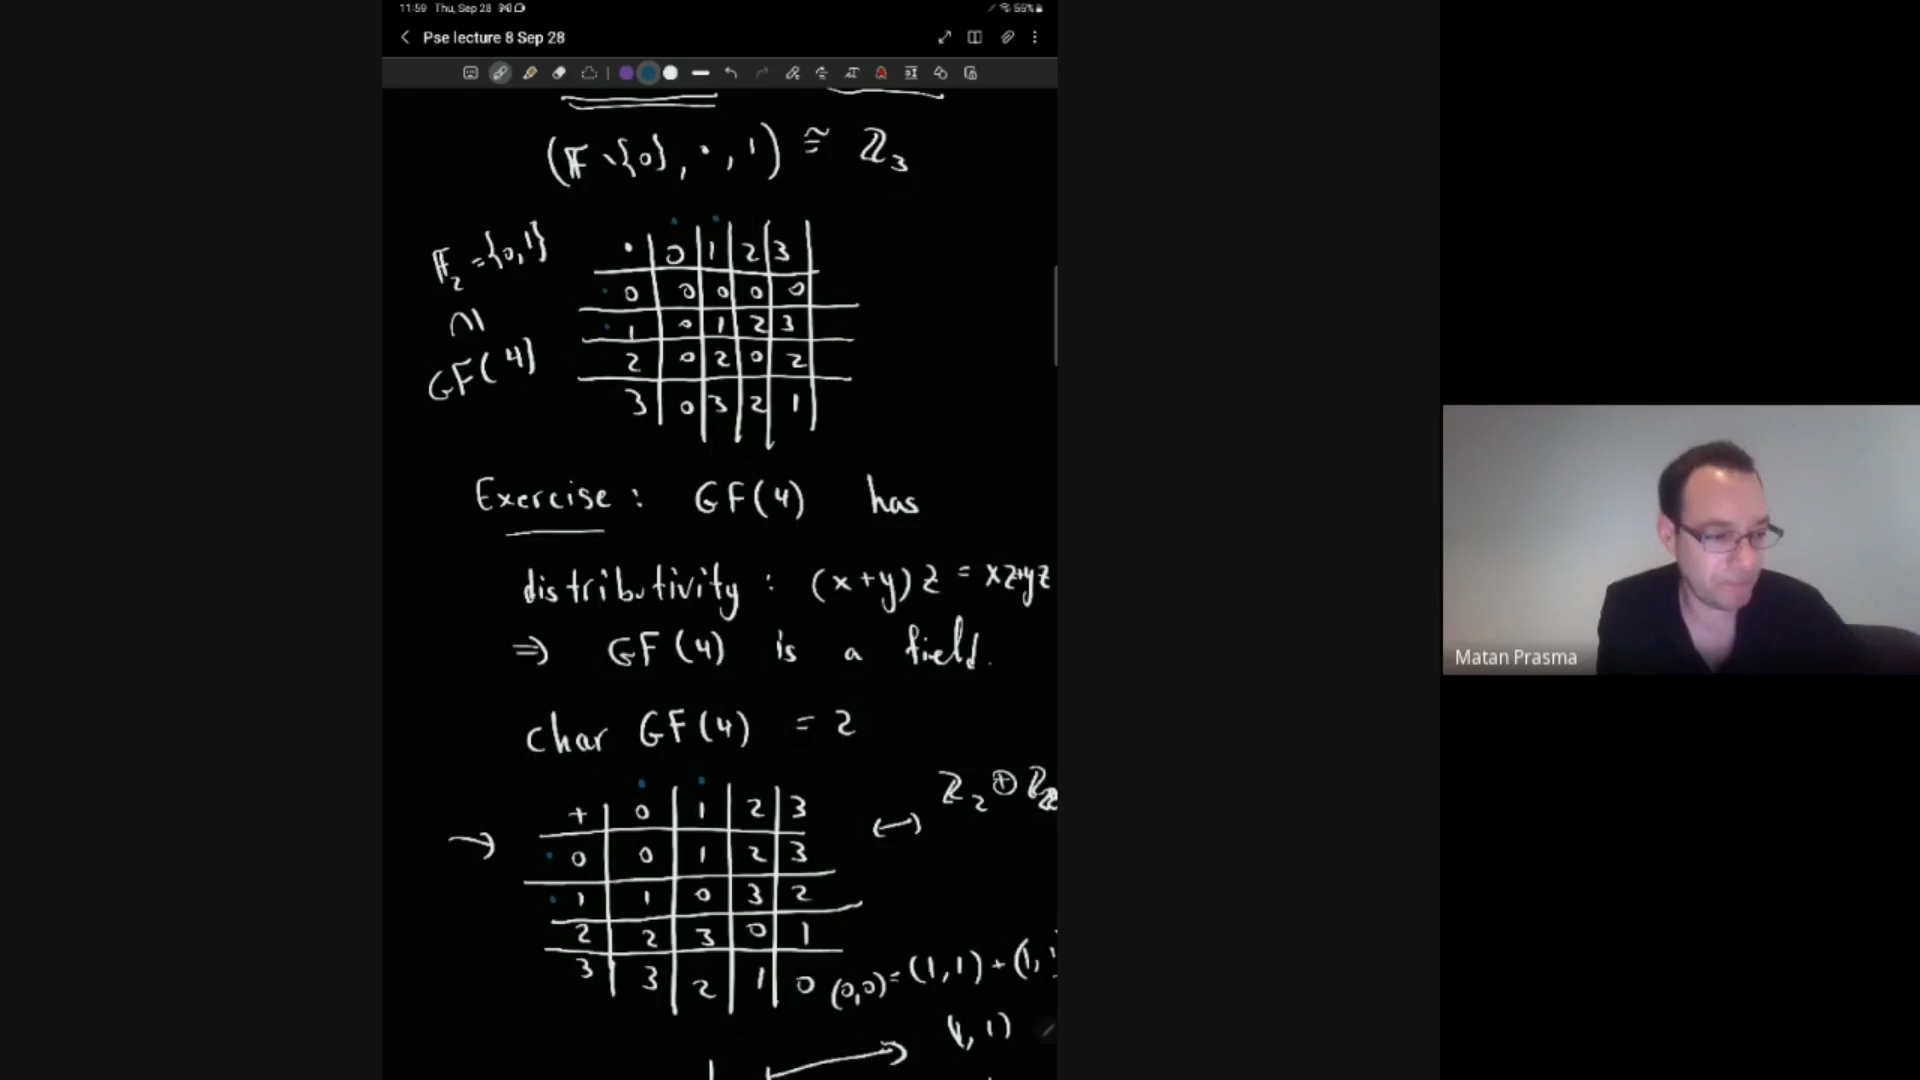 11:59 Thu, Sep 28
55%
Pse lecture 8 Sep 28
(𝔽 \ {0}, ·, 1) ≅ ℤ₃
𝔽₂ = {0,1}
∩|
GF(4)
· | 0 | 1 | 2 | 3
0 | 0 | 0 | 0 | 0
1 | 0 | 1 | 2 | 3
2 | 0 | 2 | 0 | 2
3 | 0 | 3 | 2 | 1
Exercise : GF(4) has
distributivity : (x+y)z = xz+yz
⇒ GF(4) is a field.
Char GF(4) = 2
→ + | 0 | 1 | 2 | 3 ↔ ℤ₂ ⊕ ℤ₂
0 | 0 | 1 | 2 | 3
1 | 1 | 0 | 3 | 2
2 | 2 | 3 | 0 | 1
3 | 3 | 2 | 1 | 0
(0,0) = (1,1) + (1,1
(1,1)
Matan Prasma